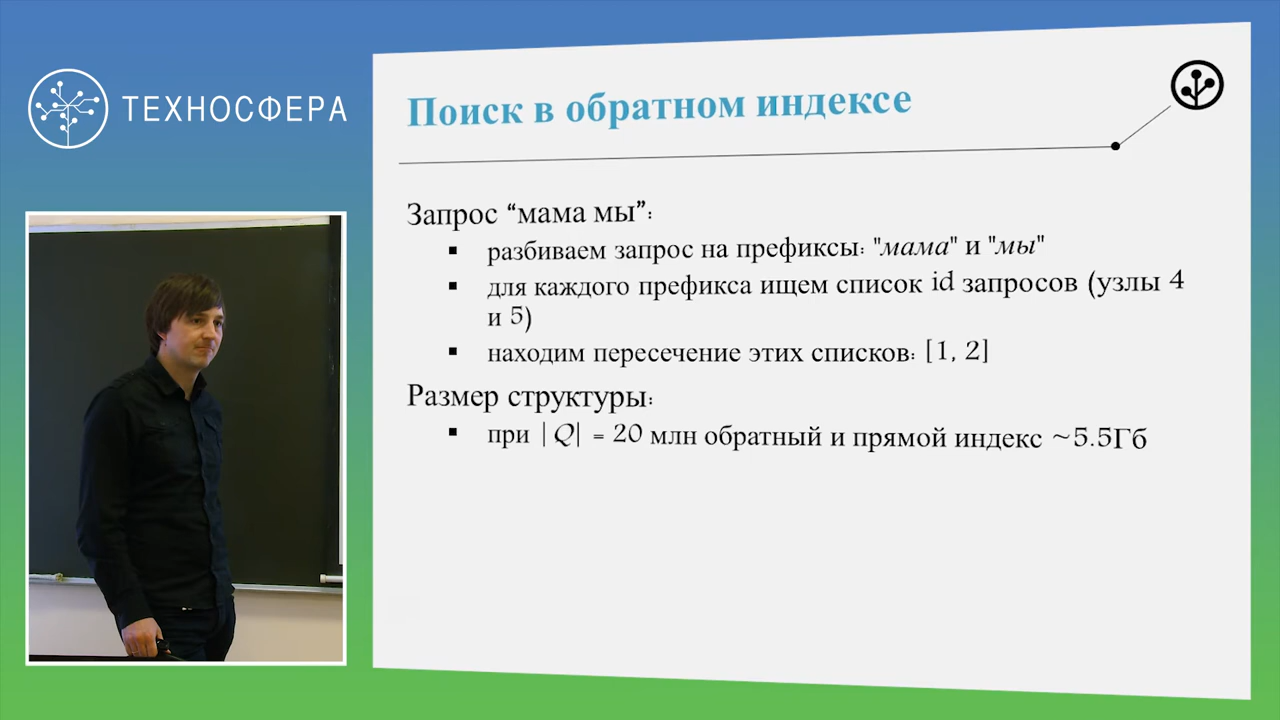 ТЕХНОСФЕРА
Поиск в обратном индексе
Запрос “мама мы”:
разбиваем запрос на префиксы: "мама" и "мы"
для каждого префикса ищем список id запросов (узлы 4
и 5)
находим пересечение этих списков: [1, 2]
Размер структуры:
при |Q| = 20 млн обратный и прямой индекс ~5.5Гб